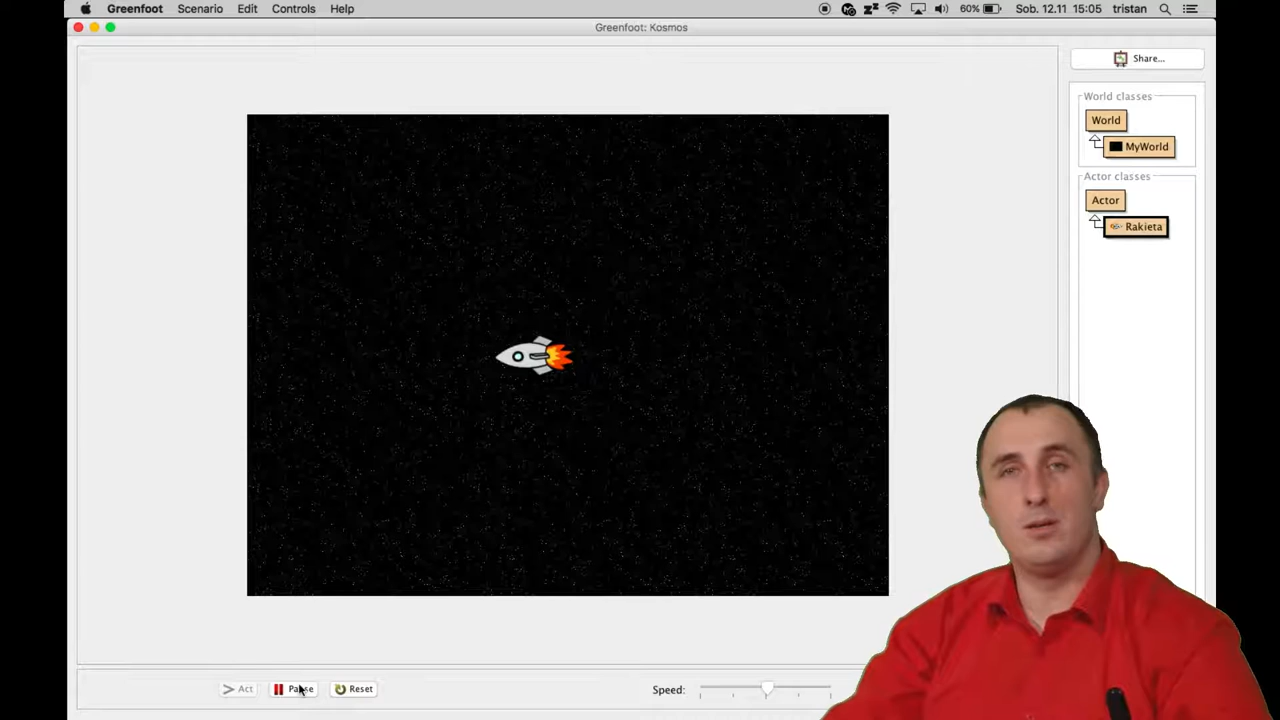 Greenfoot Scenario Edit Controls Help 60% Sob. 12.11 15:05 tristan
Greenfoot: Kosmos
Share...
World classes
World
MyWorld
Actor classes
Actor
Rakieta
Act Pause Reset Speed: